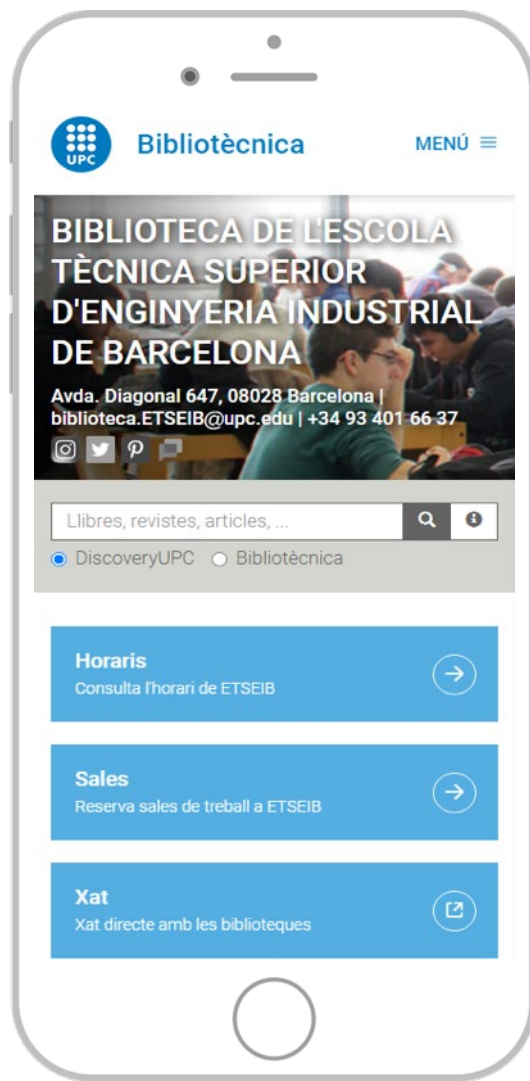 UPC
Bibliotècnica
MENÚ
BIBLIOTECA DE L'ESCOLA
TÈCNICA SUPERIOR
D'ENGINYERIA INDUSTRIAL
DE BARCELONA
Avda. Diagonal 647, 08028 Barcelona |
biblioteca.ETSEIB@upc.edu | +34 93 401 66 37
Llibres, revistes, articles, ...
DiscoveryUPC Bibliotècnica
Horaris
Consulta l'horari de ETSEIB
Sales
Reserva sales de treball a ETSEIB
Xat
Xat directe amb les biblioteques